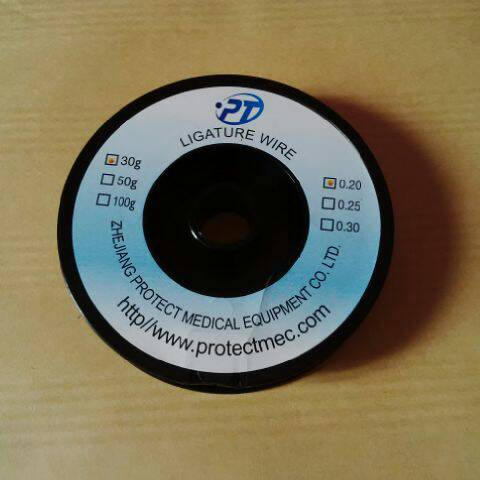 PT
LIGATURE WIRE
30g
50g
100g
0.20
0.25
0.30
ZHEJIANG PROTECT MEDICAL EQUIPMENT CO. LTD.
http//www.protectmec.com